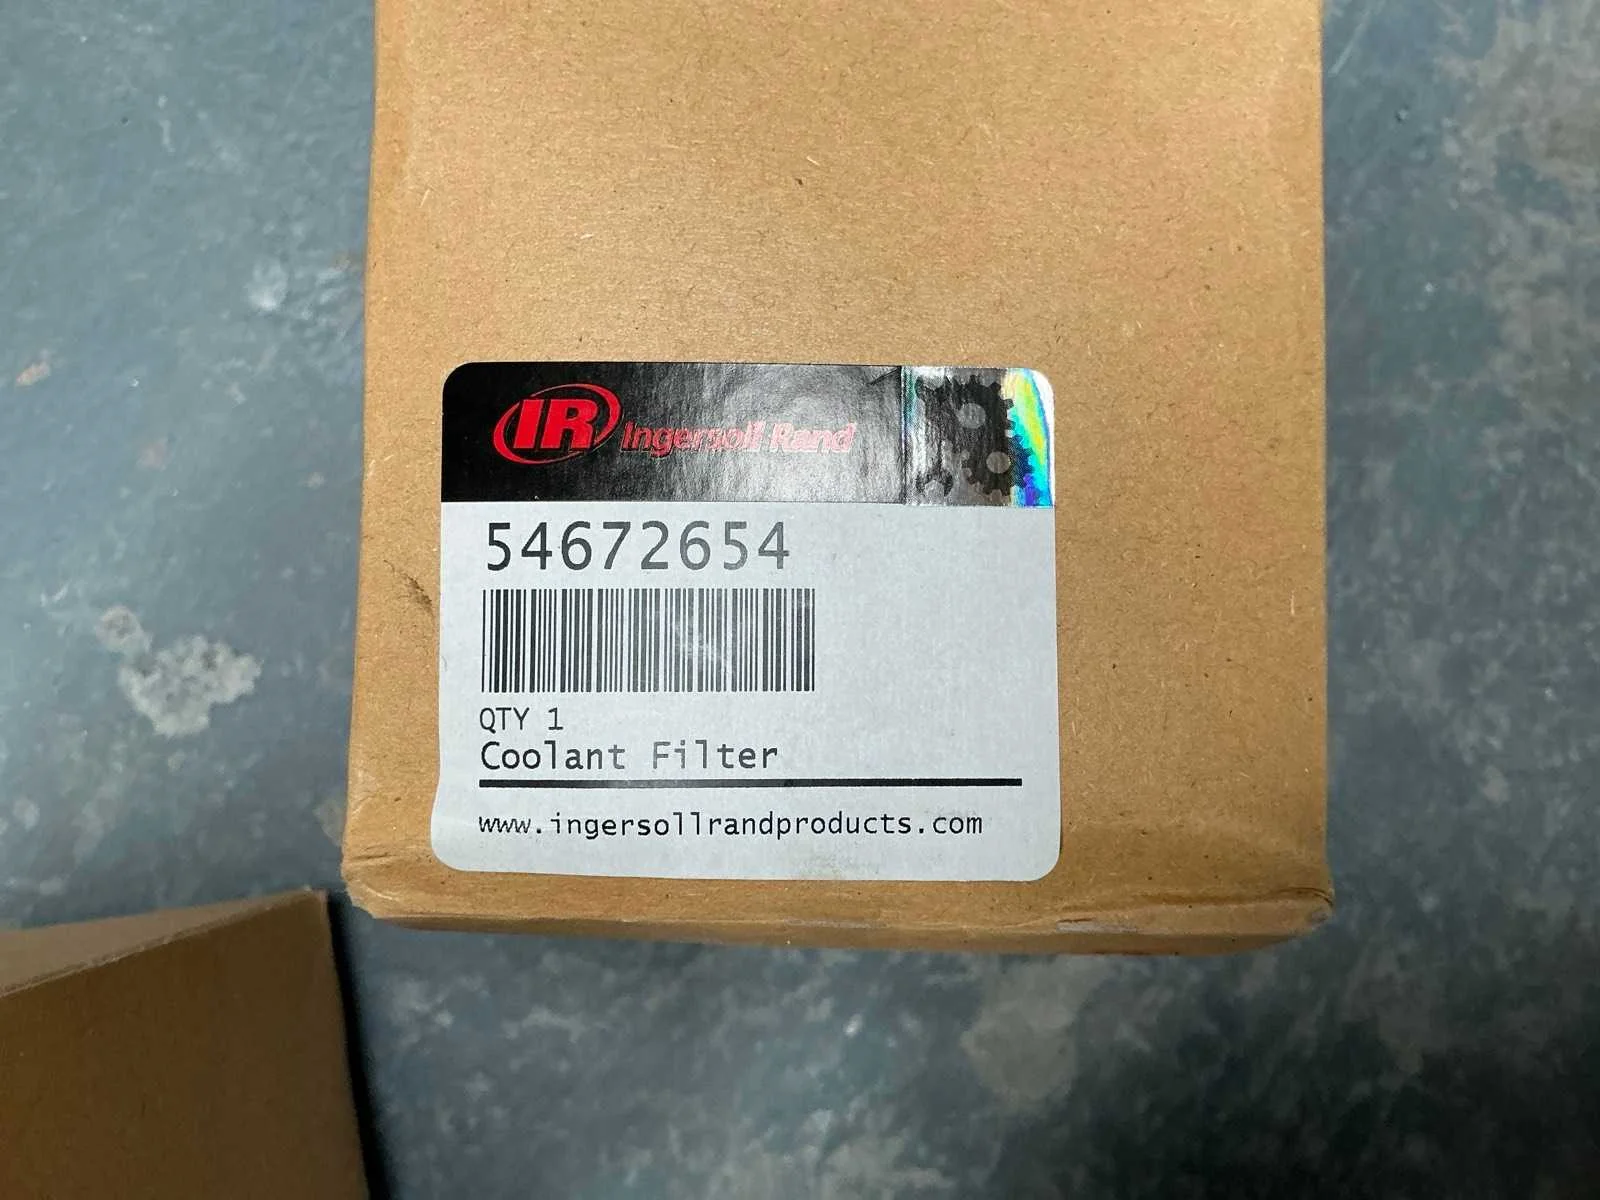 IR Ingersoll Rand
54672654
QTY 1
Coolant Filter
www.ingersollrandproducts.com